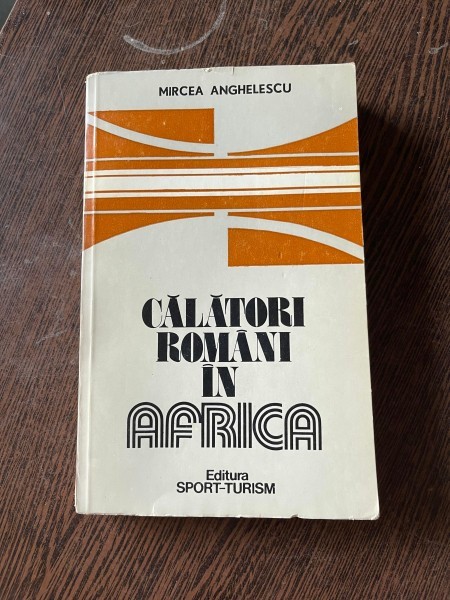 MIRCEA ANGHELESCU
CĂLĂTORI
ROMÂNI
ÎN
AFRICA
Editura
SPORT-TURISM